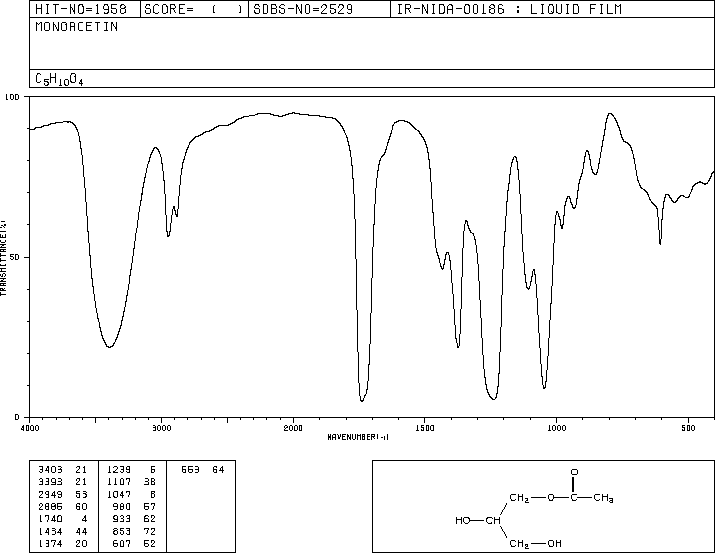 HIT-NO=1958 SCORE= ( ) SDBS-NO=2529 IR-NIDA-00186 : LIQUID FILM
MONOACETIN
C5H10O4
100
50
0
TRANSMITTANCE(%)
4000 3000 2000 1500 1000 500
WAVENUMBER(-1)
3403 21 1239 6 663 64
3393 21 1107 38
2949 53 1047 8
2886 60 980 57
1740 4 933 62
1434 44 853 72
1374 20 607 52
O
CH2 O C CH3
HO CH
CH2 OH